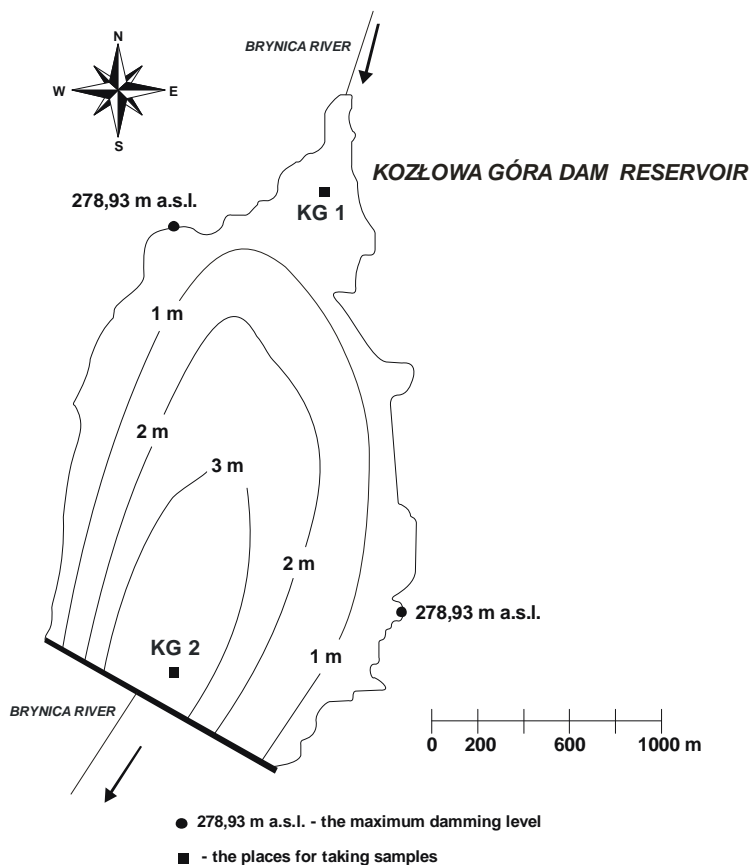 BRYNICA RIVER
N
W
E
S
KOZŁOWA GÓRA DAM RESERVOIR
278,93 m a.s.l.
KG 1
1 m
2 m
3 m
2 m
278,93 m a.s.l.
KG 2
1 m
BRYNICA RIVER
0 200 600 1000 m
278,93 m a.s.l. - the maximum damming level
- the places for taking samples